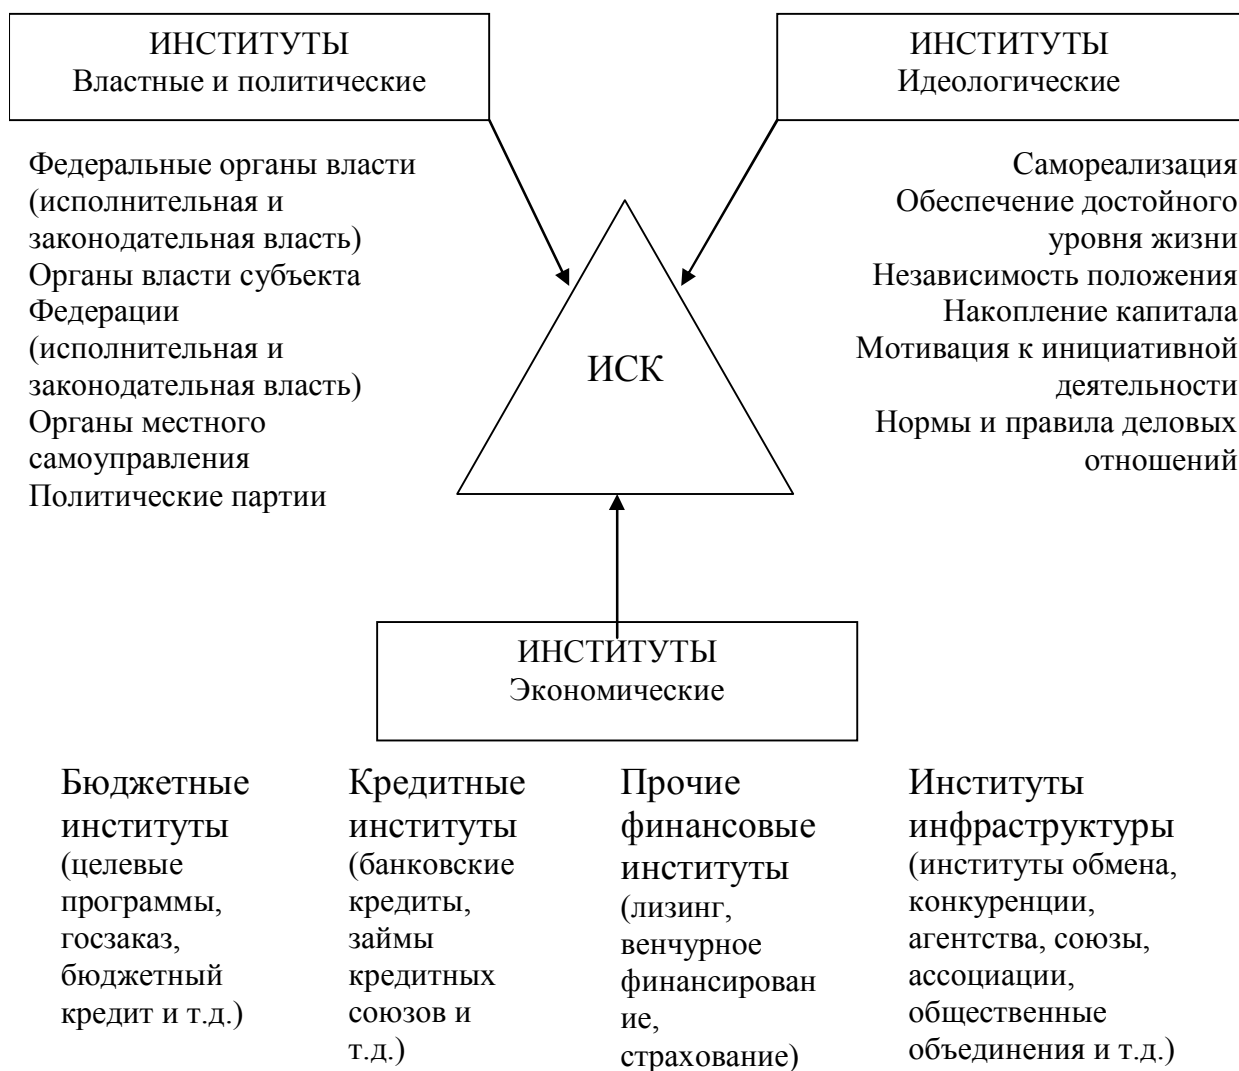 ИНСТИТУТЫ
Властные и политические
ИНСТИТУТЫ
Идеологические
Федеральные органы власти
(исполнительная и
законодательная власть)
Органы власти субъекта
Федерации
(исполнительная и
законодательная власть)
Органы местного
самоуправления
Политические партии
Самореализация
Обеспечение достойного
уровня жизни
Независимость положения
Накопление капитала
Мотивация к инициативной
деятельности
Нормы и правила деловых
отношений
ИСК
ИНСТИТУТЫ
Экономические
Бюджетные
институты
(целевые
программы,
госзаказ,
бюджетный
кредит и т.д.)
Кредитные
институты
(банковские
кредиты,
займы
кредитных
союзов и
т.д.)
Прочие
финансовые
институты
(лизинг,
венчурное
финансирован
ие,
страхование)
Институты
инфраструктуры
(институты обмена,
конкуренции,
агентства, союзы,
ассоциации,
общественные
объединения и т.д.)